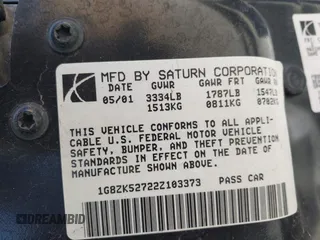 MFD BY SATURN CORPORATION
DATE GVWR GAWR FRT GAWR
05/01 3334LB 1787LB 1547LB
1513KG 0811KG 0702KG
THIS VEHICLE CONFORMS TO ALL APPLI-
CABLE U.S. FEDERAL MOTOR VEHICLE
SAFETY, BUMPER, AND THEFT PREVENTION
STANDARDS IN EFFECT ON THE DATE OF
MANUFACTURE SHOWN ABOVE.
1G8ZK52722Z103373 PASS CAR
DREAMBID